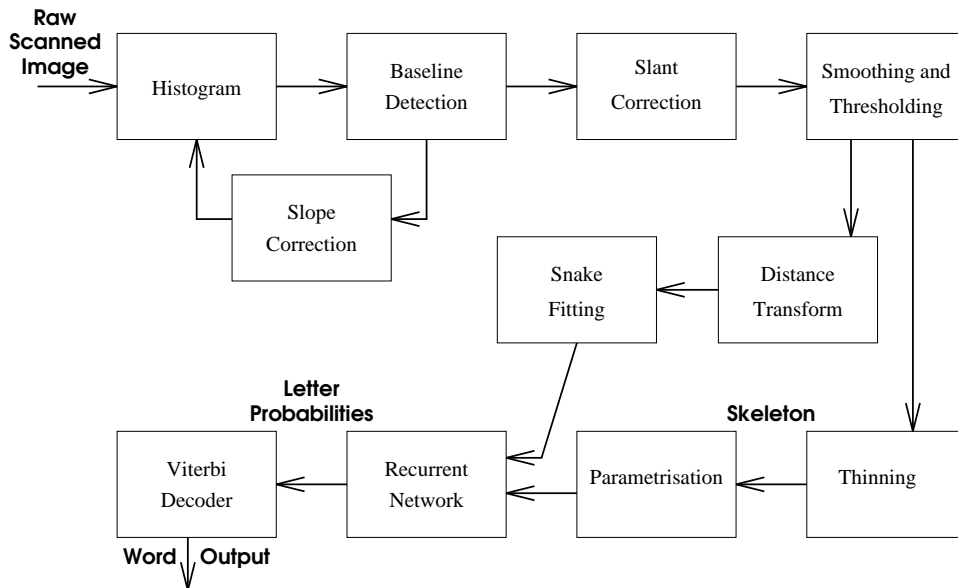 Raw
Scanned
Image
Histogram
Baseline
Detection
Slant
Correction
Smoothing and
Thresholding
Slope
Correction
Snake
Fitting
Distance
Transform
Letter
Probabilities
Skeleton
Viterbi
Decoder
Recurrent
Network
Parametrisation
Thinning
Word Output